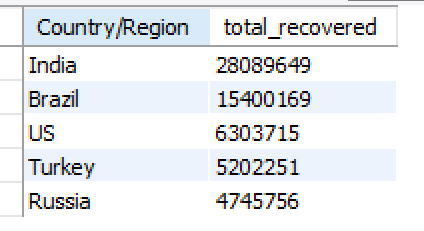 Country/Region total_recovered
India 28089649
Brazil 15400169
US 6303715
Turkey 5202251
Russia 4745756